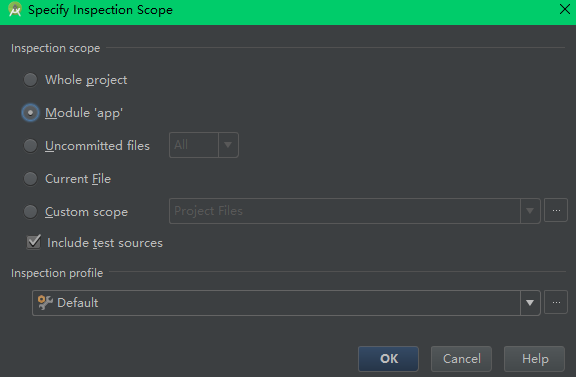 Specify Inspection Scope
Inspection scope
Whole project
Module 'app'
Uncommitted files All
Current File
Custom scope Project Files ...
Include test sources
Inspection profile
Default ...
OK Cancel Help